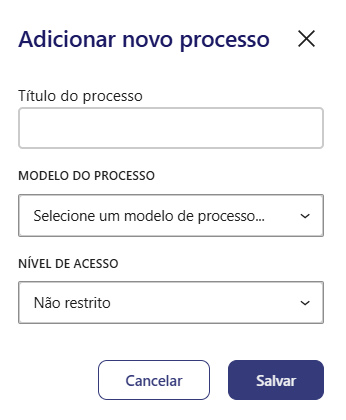 Adicionar novo processo
Título do processo
MODELO DO PROCESSO
Selecione um modelo de processo...
NÍVEL DE ACESSO
Não restrito
Cancelar
Salvar